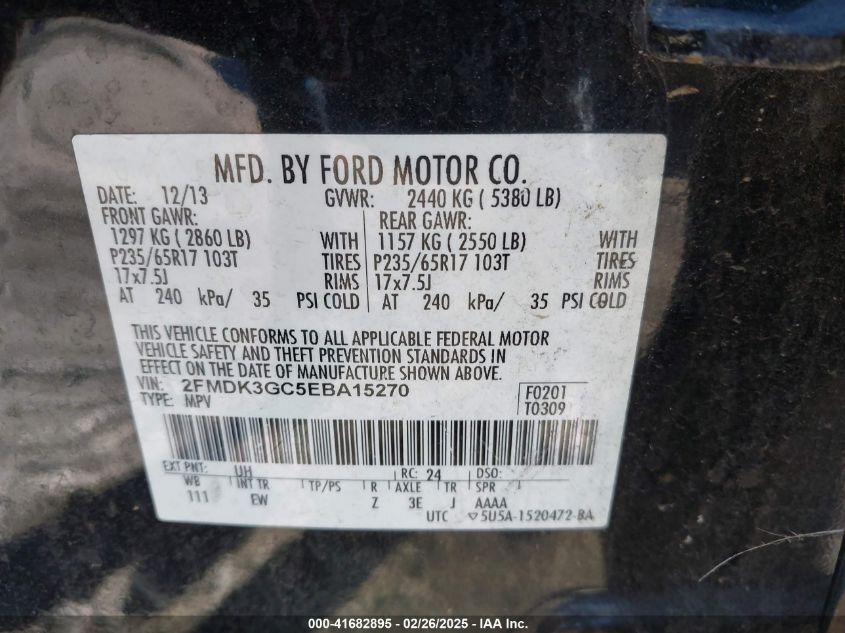 MFD. BY FORD MOTOR CO.
DATE: 12/13 GVWR: 2440 KG ( 5380 LB)
FRONT GAWR: REAR GAWR:
1297 KG ( 2860 LB) WITH 1157 KG ( 2550 LB) WITH
P235/65R17 103T TIRES P235/65R17 103T TIRES
17x7.5J RIMS 17x7.5J RIMS
AT 240 kPa/ 35 PSI COLD AT 240 kPa/ 35 PSI COLD
THIS VEHICLE CONFORMS TO ALL APPLICABLE FEDERAL MOTOR
VEHICLE SAFETY AND THEFT PREVENTION STANDARDS IN
EFFECT ON THE DATE OF MANUFACTURE SHOWN ABOVE.
VIN: 2FMDK3GC5EBA15270 F0201
TYPE: MPV T0309
EXT PNT: UH RC: 24 DSO:
WB INT TR TP/PS R AXLE TR SPR
111 EW Z 3E J AAAA
UTC ▽5U5A-1520472-BA
000-41682895 - 02/26/2025 - IAA Inc.